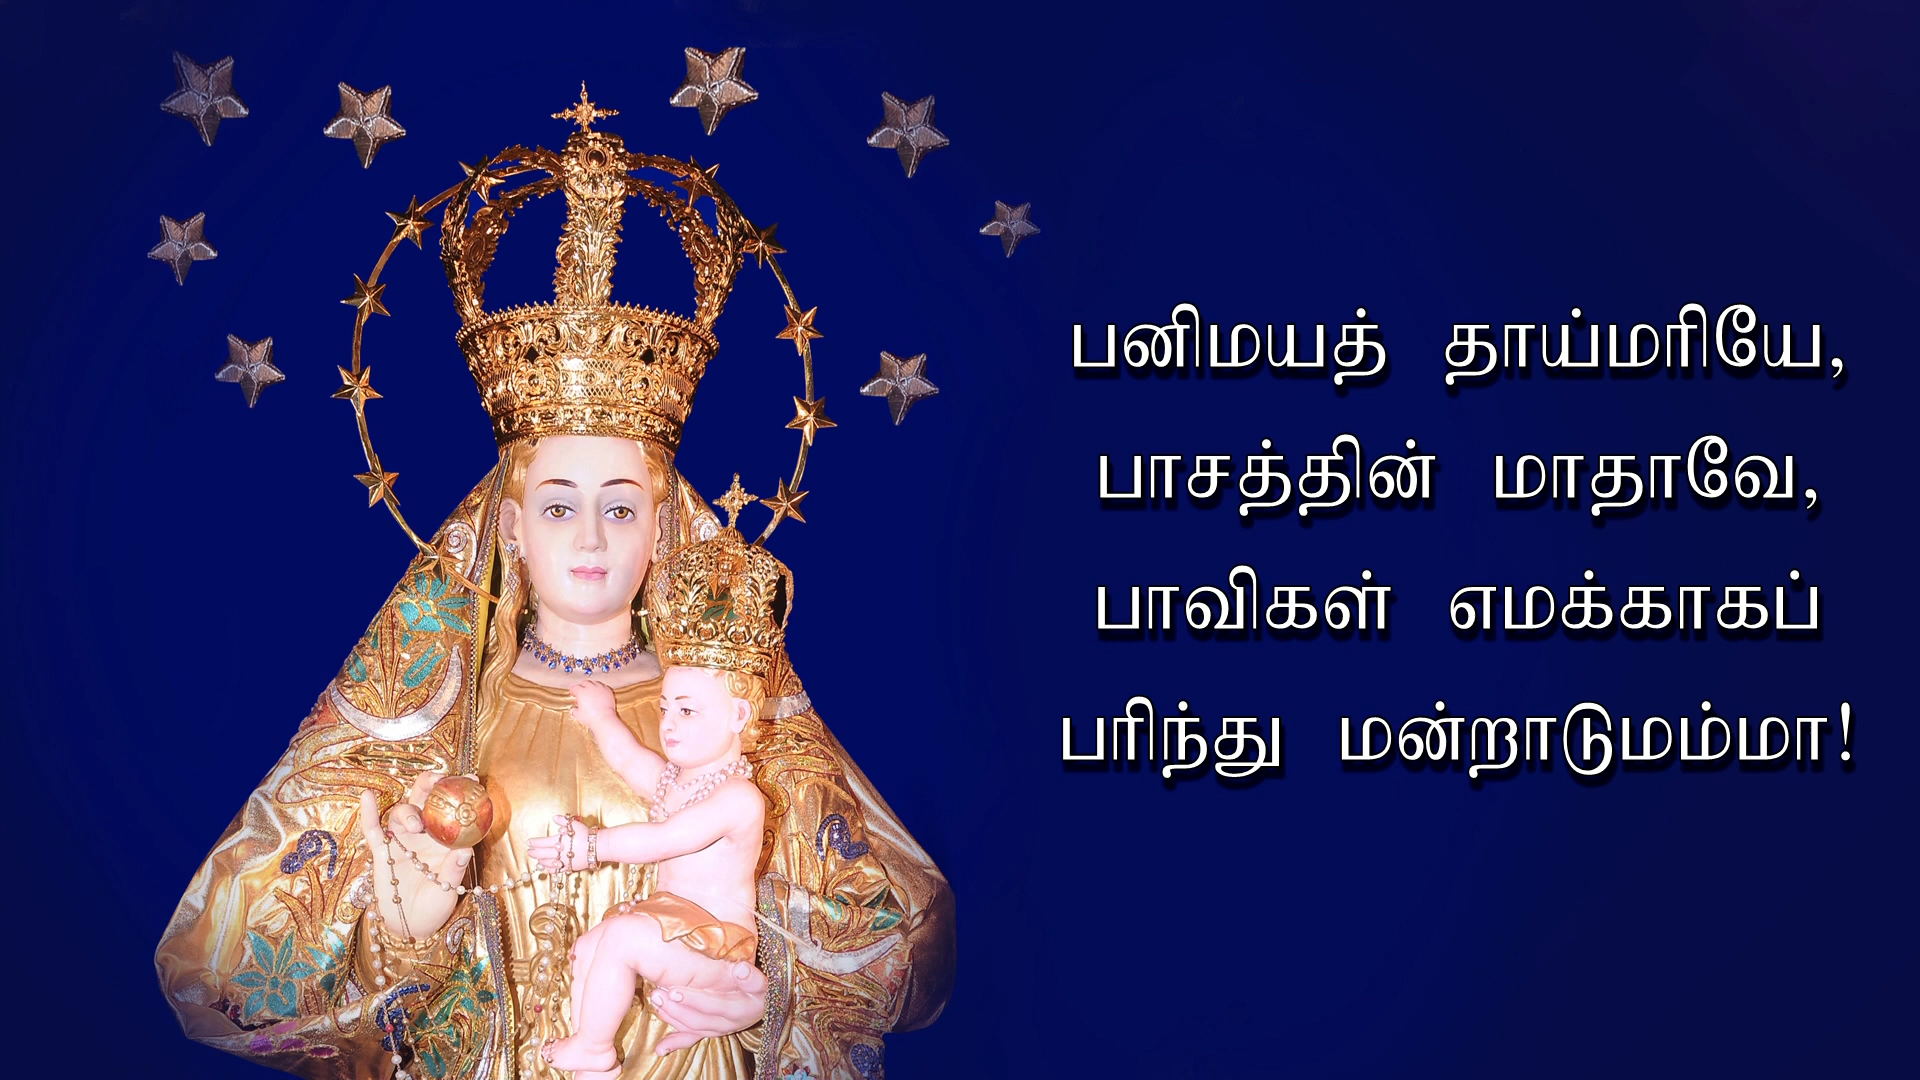 பனிமயத் தாய்மரியே,
பாசத்தின் மாதாவே,
பாவிகள் எமக்காகப்
பரிந்து மன்றாடுமம்மா!